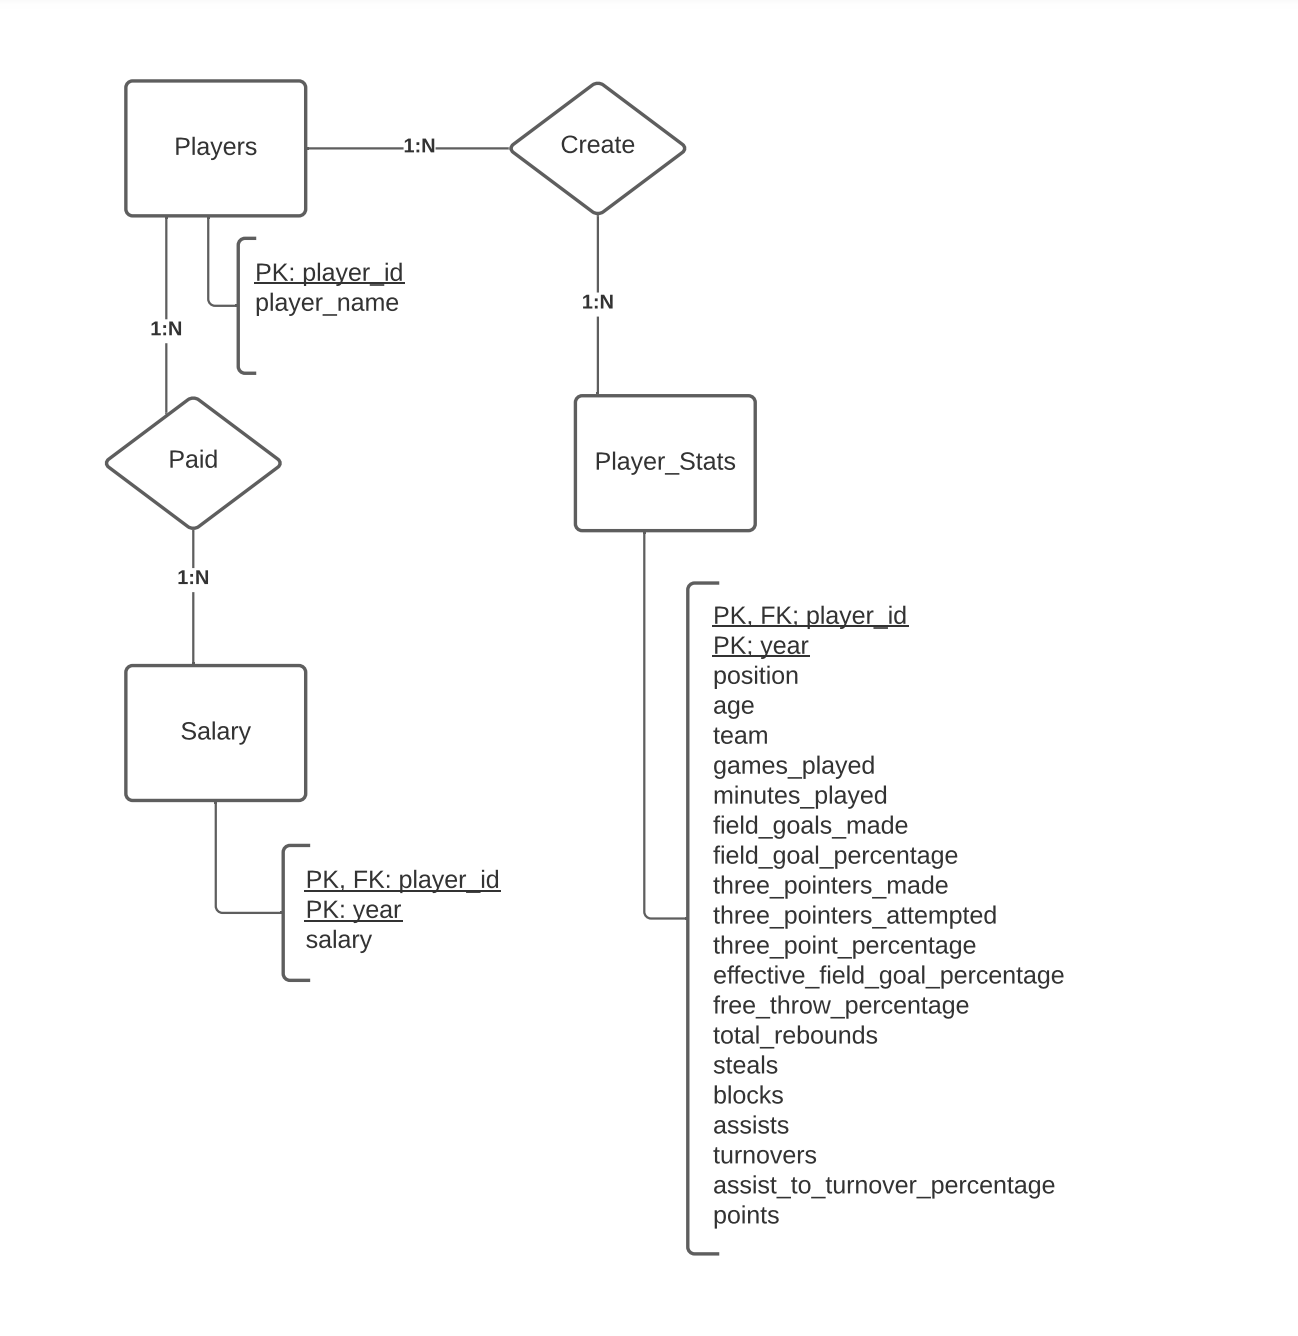 Players
1:N
Create
PK: player_id
player_name
1:N
1:N
Paid
Player_Stats
1:N
PK, FK; player_id
PK; year
position
age
team
games_played
minutes_played
field_goals_made
field_goal_percentage
three_pointers_made
three_pointers_attempted
three_point_percentage
effective_field_goal_percentage
free_throw_percentage
total_rebounds
steals
blocks
assists
turnovers
assist_to_turnover_percentage
points
Salary
PK, FK: player_id
PK: year
salary